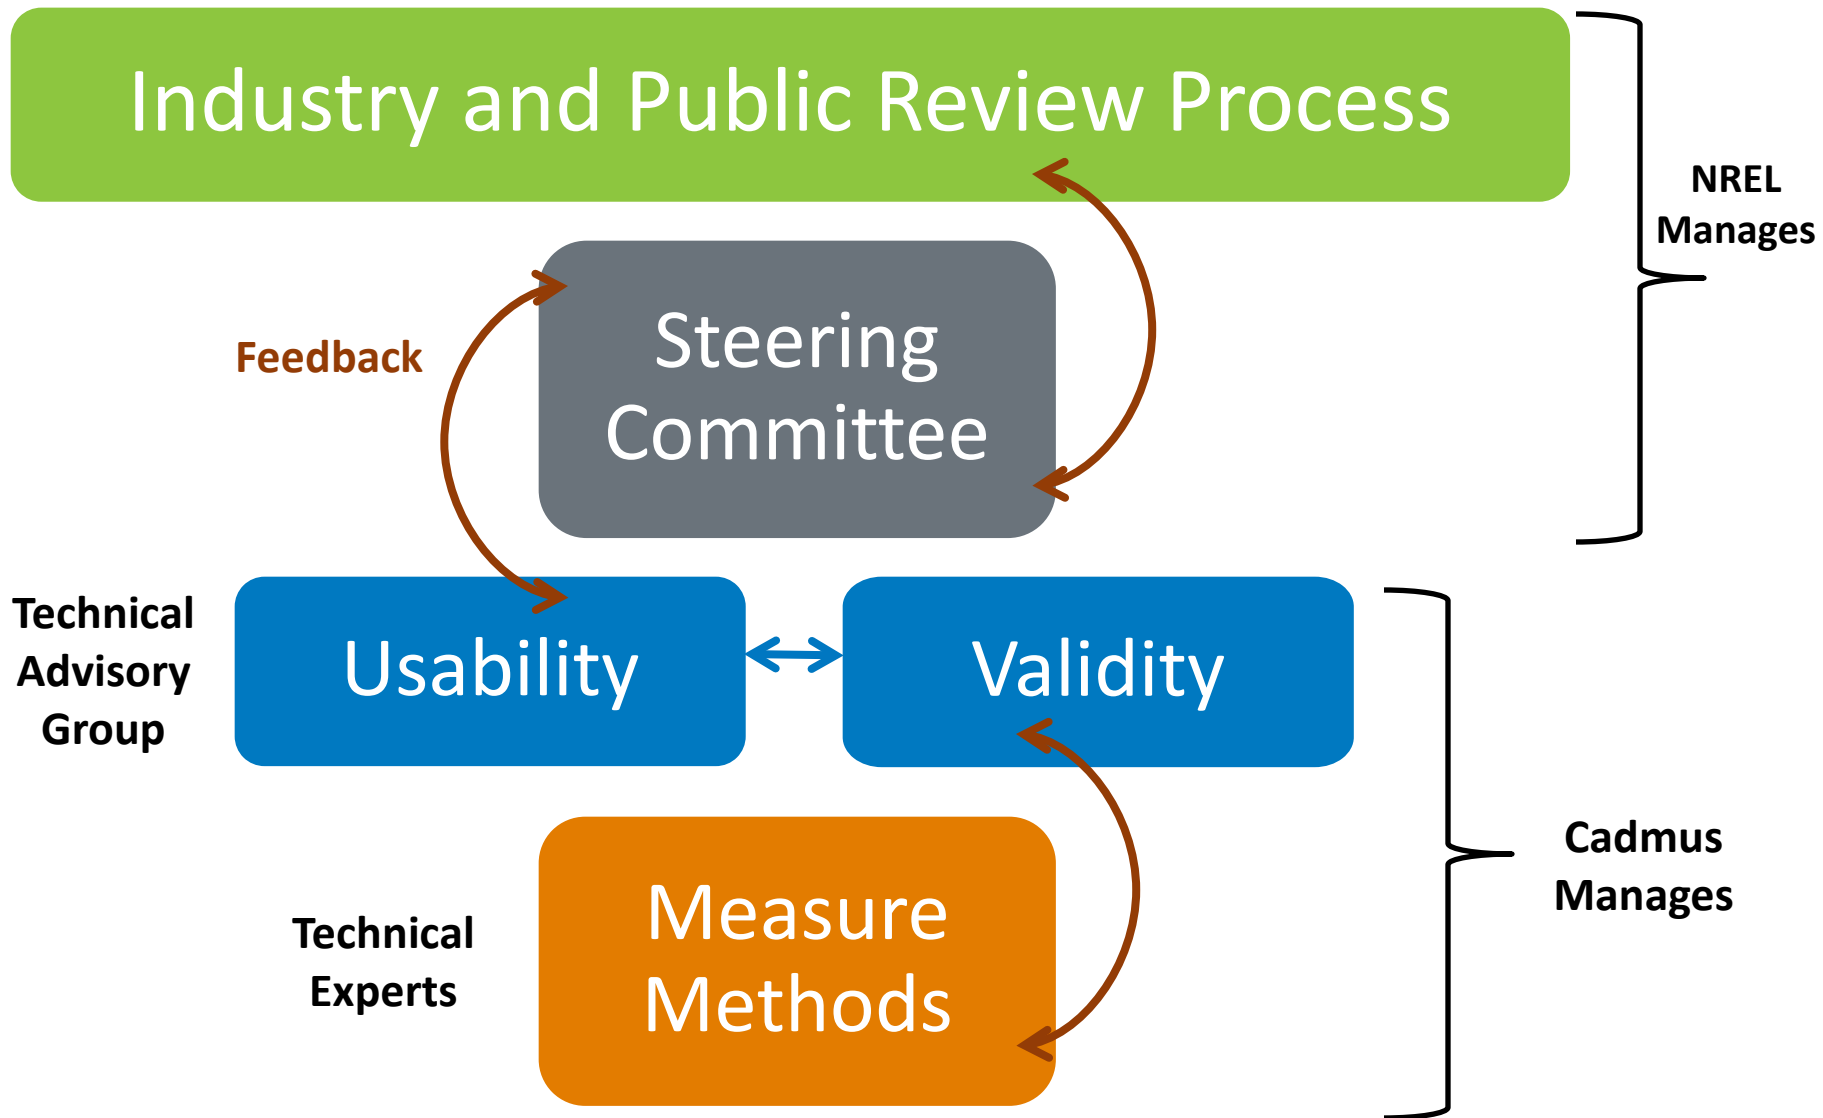 Industry and Public Review Process
NREL
Manages
Steering
Committee
Feedback
Technical
Advisory
Group
Usability
Validity
Cadmus
Manages
Technical
Experts
Measure
Methods